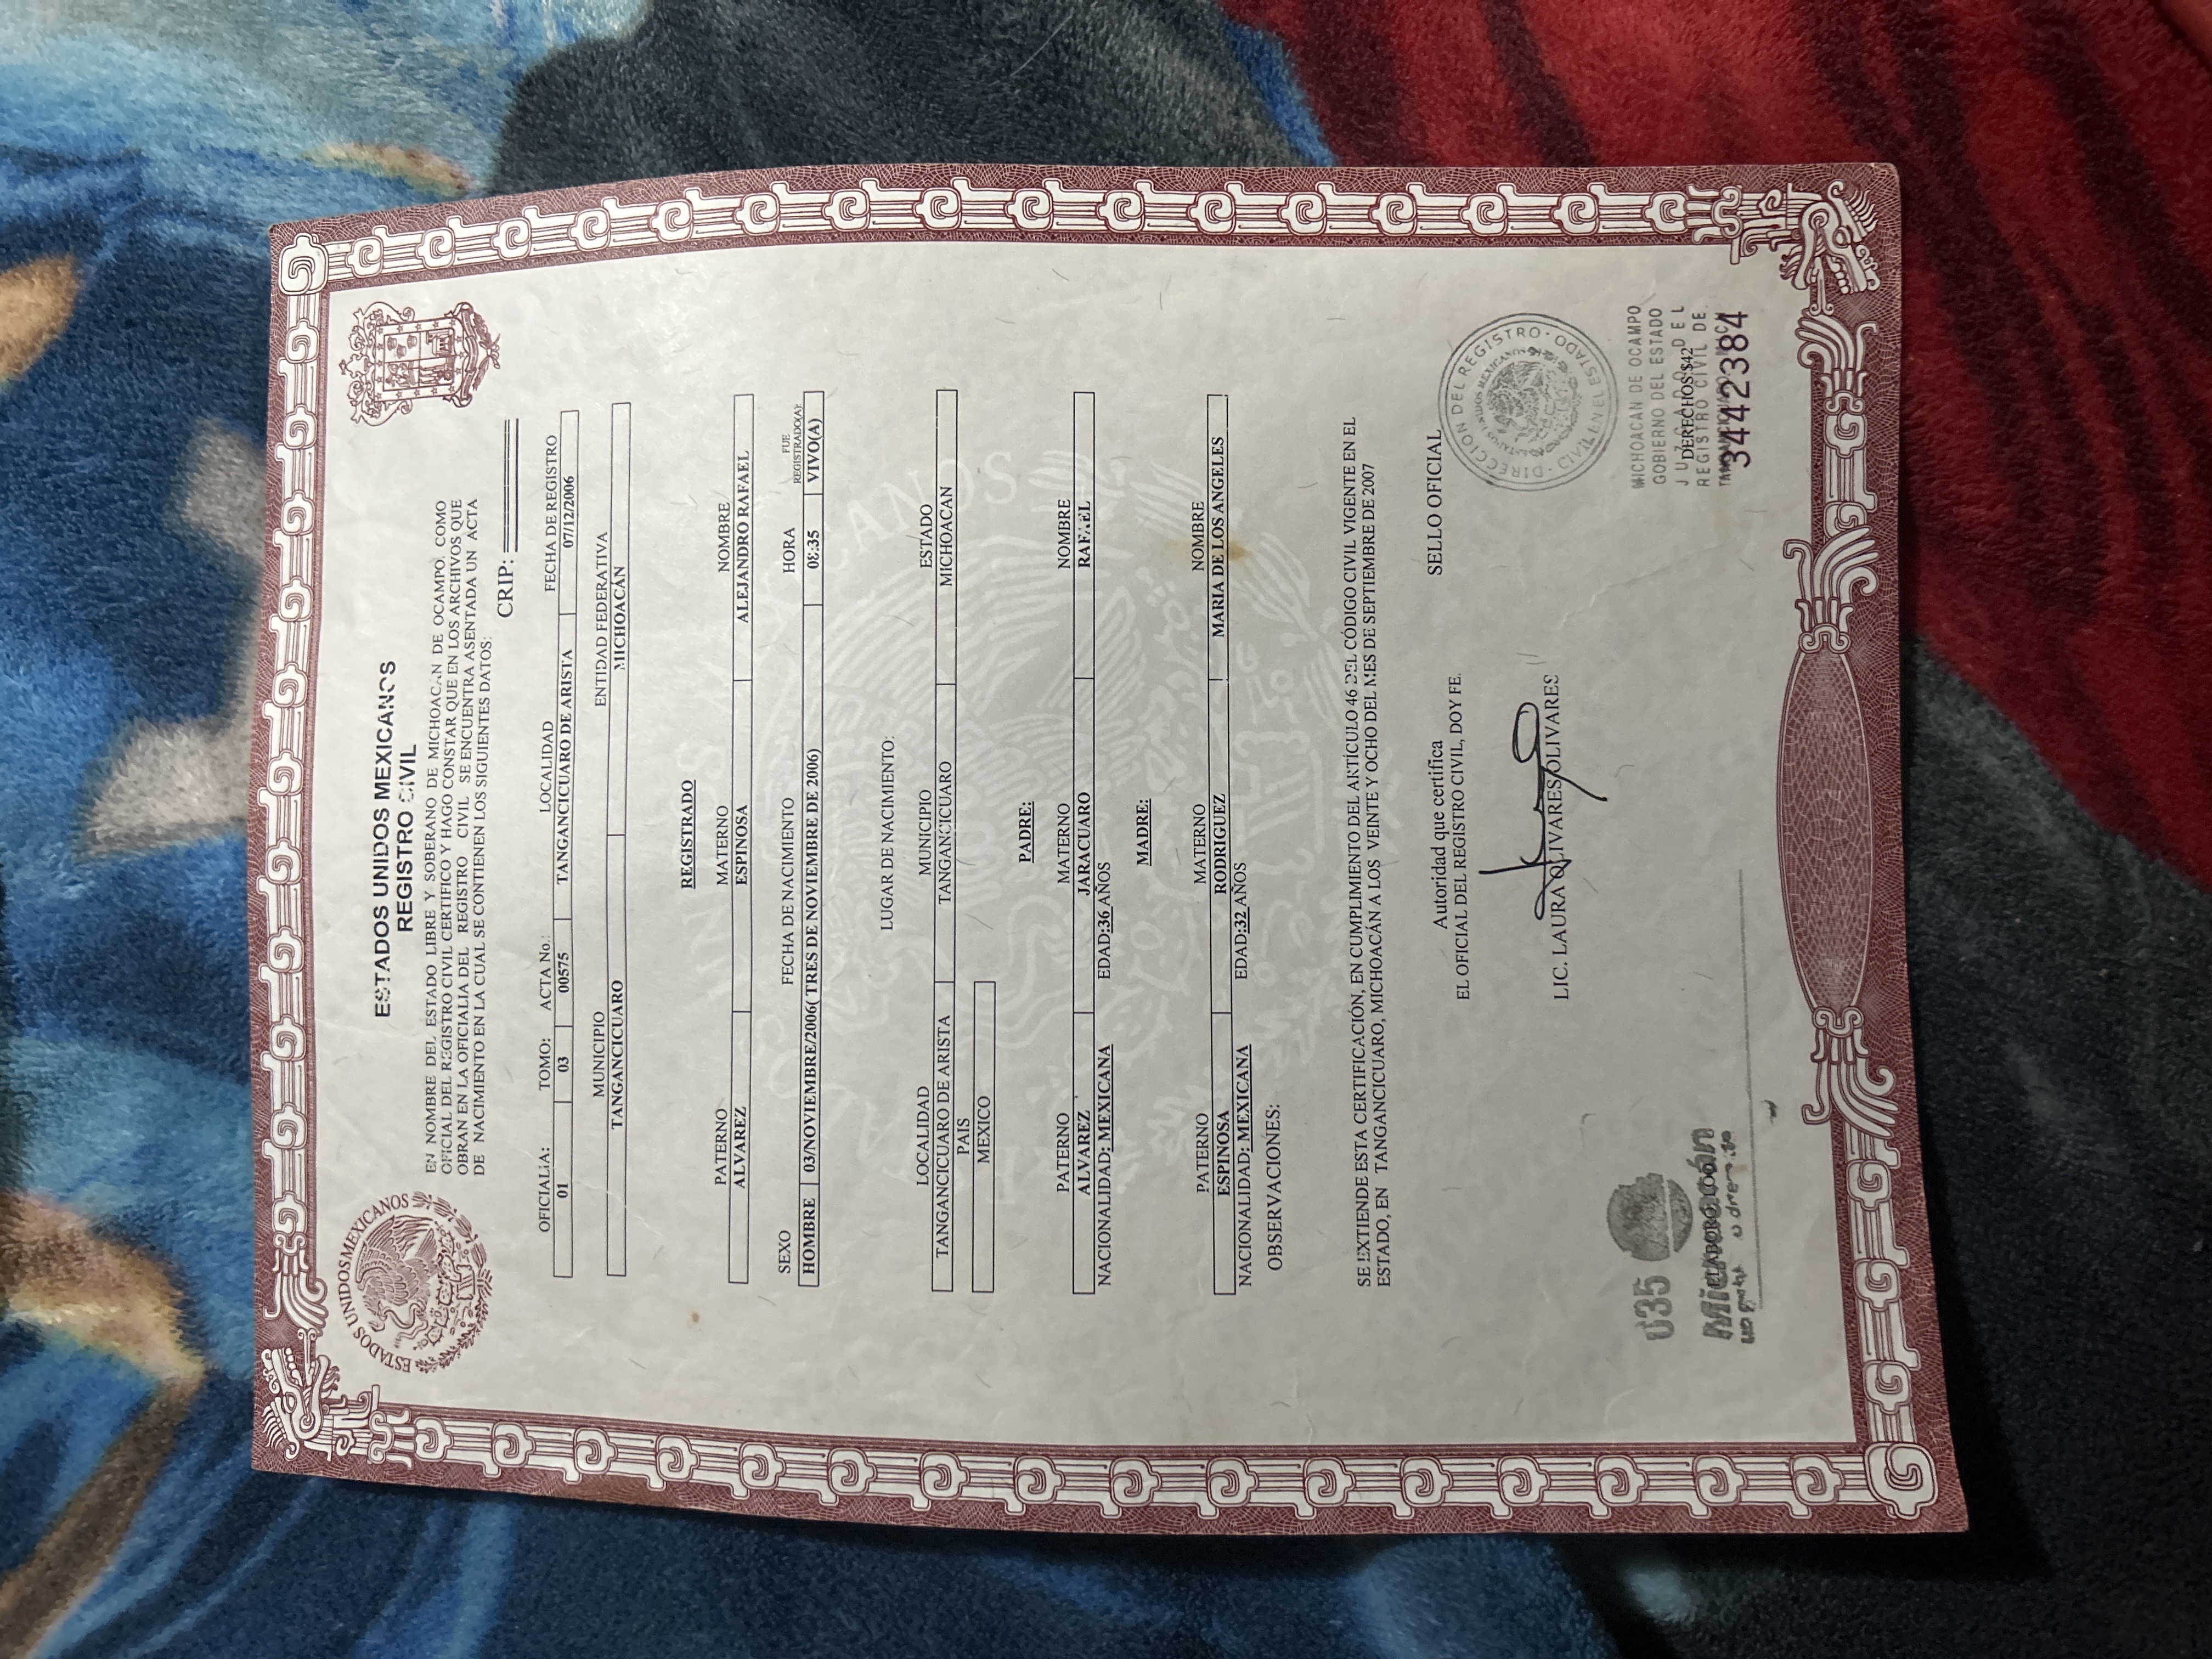 ESTADOS UNIDOS MEXICANOS
ESTADOS UNIDOS MEXICANOS
REGISTRO CIVIL
EN NOMBRE DEL ESTADO LIBRE Y SOBERANO DE MICHOACAN DE OCAMPO, COMO
OFICIAL DEL REGISTRO CIVIL CERTIFICO Y HAGO CONSTAR QUE EN LOS ARCHIVOS QUE
OBRAN EN LA OFICIALIA DEL REGISTRO CIVIL SE ENCUENTRA ASENTADA UN ACTA
DE NACIMIENTO EN LA CUAL SE CONTIENEN LOS SIGUIENTES DATOS:
CRIP:
OFICIALIA: TOMO: ACTA No.: LOCALIDAD FECHA DE REGISTRO
01 03 00575 TANGANCICUARO DE ARISTA 07/12/2006
MUNICIPIO ENTIDAD FEDERATIVA
TANGANCICUARO MICHOACAN
REGISTRADO
PATERNO MATERNO NOMBRE
ALVAREZ ESPINOSA ALEJANDRO RAFAEL
SEXO FECHA DE NACIMIENTO HORA FUE
REGISTRADO(A)
HOMBRE 03/NOVIEMBRE/2006( TRES DE NOVIEMBRE DE 2006) 08:35 VIVO(A)
LUGAR DE NACIMIENTO:
LOCALIDAD MUNICIPIO ESTADO
TANGANCICUARO DE ARISTA TANGANCICUARO MICHOACAN
PAIS
MEXICO
PADRE:
PATERNO MATERNO NOMBRE
ALVAREZ JARACUARO RAFAEL
NACIONALIDAD: MEXICANA EDAD:36 AÑOS
MADRE:
PATERNO MATERNO NOMBRE
ESPINOSA RODRIGUEZ MARIA DE LOS ANGELES
NACIONALIDAD: MEXICANA EDAD:32 AÑOS
OBSERVACIONES:
SE EXTIENDE ESTA CERTIFICACIÓN, EN CUMPLIMIENTO DEL ARTÍCULO 46 DEL CÓDIGO CIVIL VIGENTE EN EL
ESTADO, EN TANGANCICUARO, MICHOACÁN A LOS VEINTE Y OCHO DEL MES DE SEPTIEMBRE DE 2007
Autoridad que certifica
EL OFICIAL DEL REGISTRO CIVIL, DOY FE.
SELLO OFICIAL
LIC. LAURA OLIVARES OLIVARES
DIRECCION DEL REGISTRO CIVIL EN EL ESTADO
ESTADOS UNIDOS MEXICANOS
035
Michoacán
MICHOACAN DE OCAMPO
GOBIERNO DEL ESTADO
JUZGADO DEL
DERECHOS $42
REGISTRO CIVIL DE
3442384